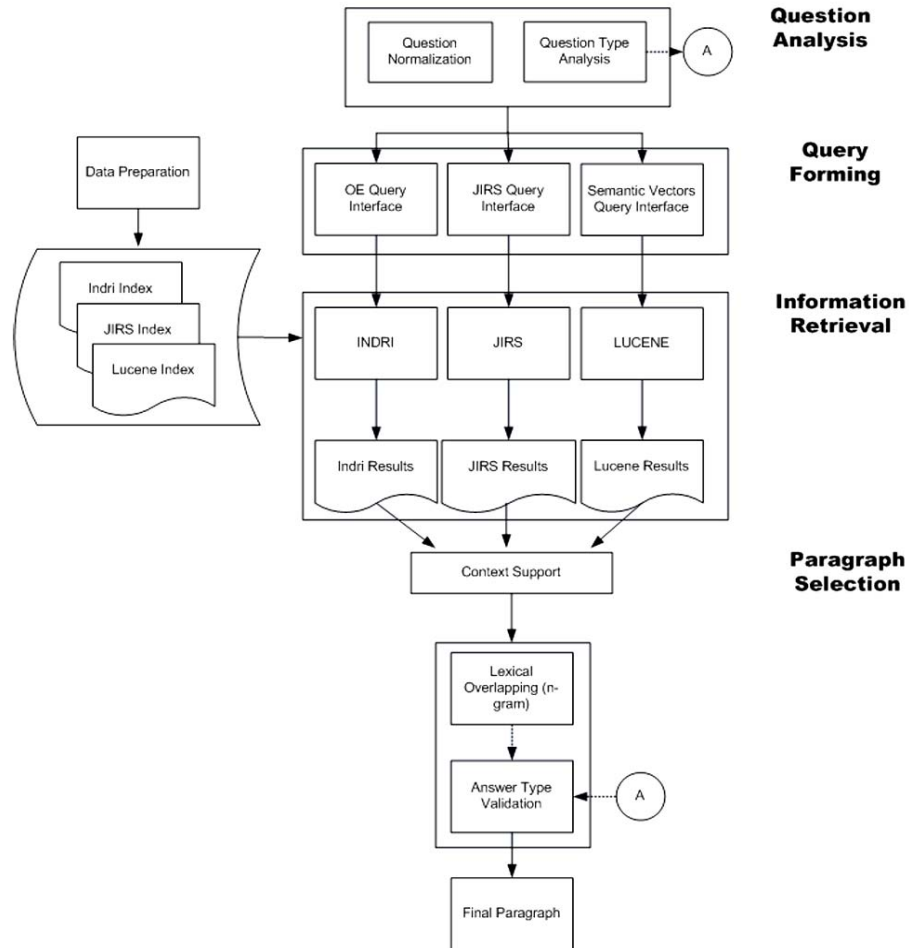 Question
Analysis
Question
Normalization
Question Type
Analysis
A
Query
Forming
Data Preparation
OE Query
Interface
JIRS Query
Interface
Semantic Vectors
Query Interface
Information
Retrieval
Indri Index
JIRS Index
Lucene Index
INDRI
JIRS
LUCENE
Indri Results
JIRS Results
Lucene Results
Paragraph
Selection
Context Support
Lexical
Overlapping (n-
gram)
Answer Type
Validation
A
Final Paragraph